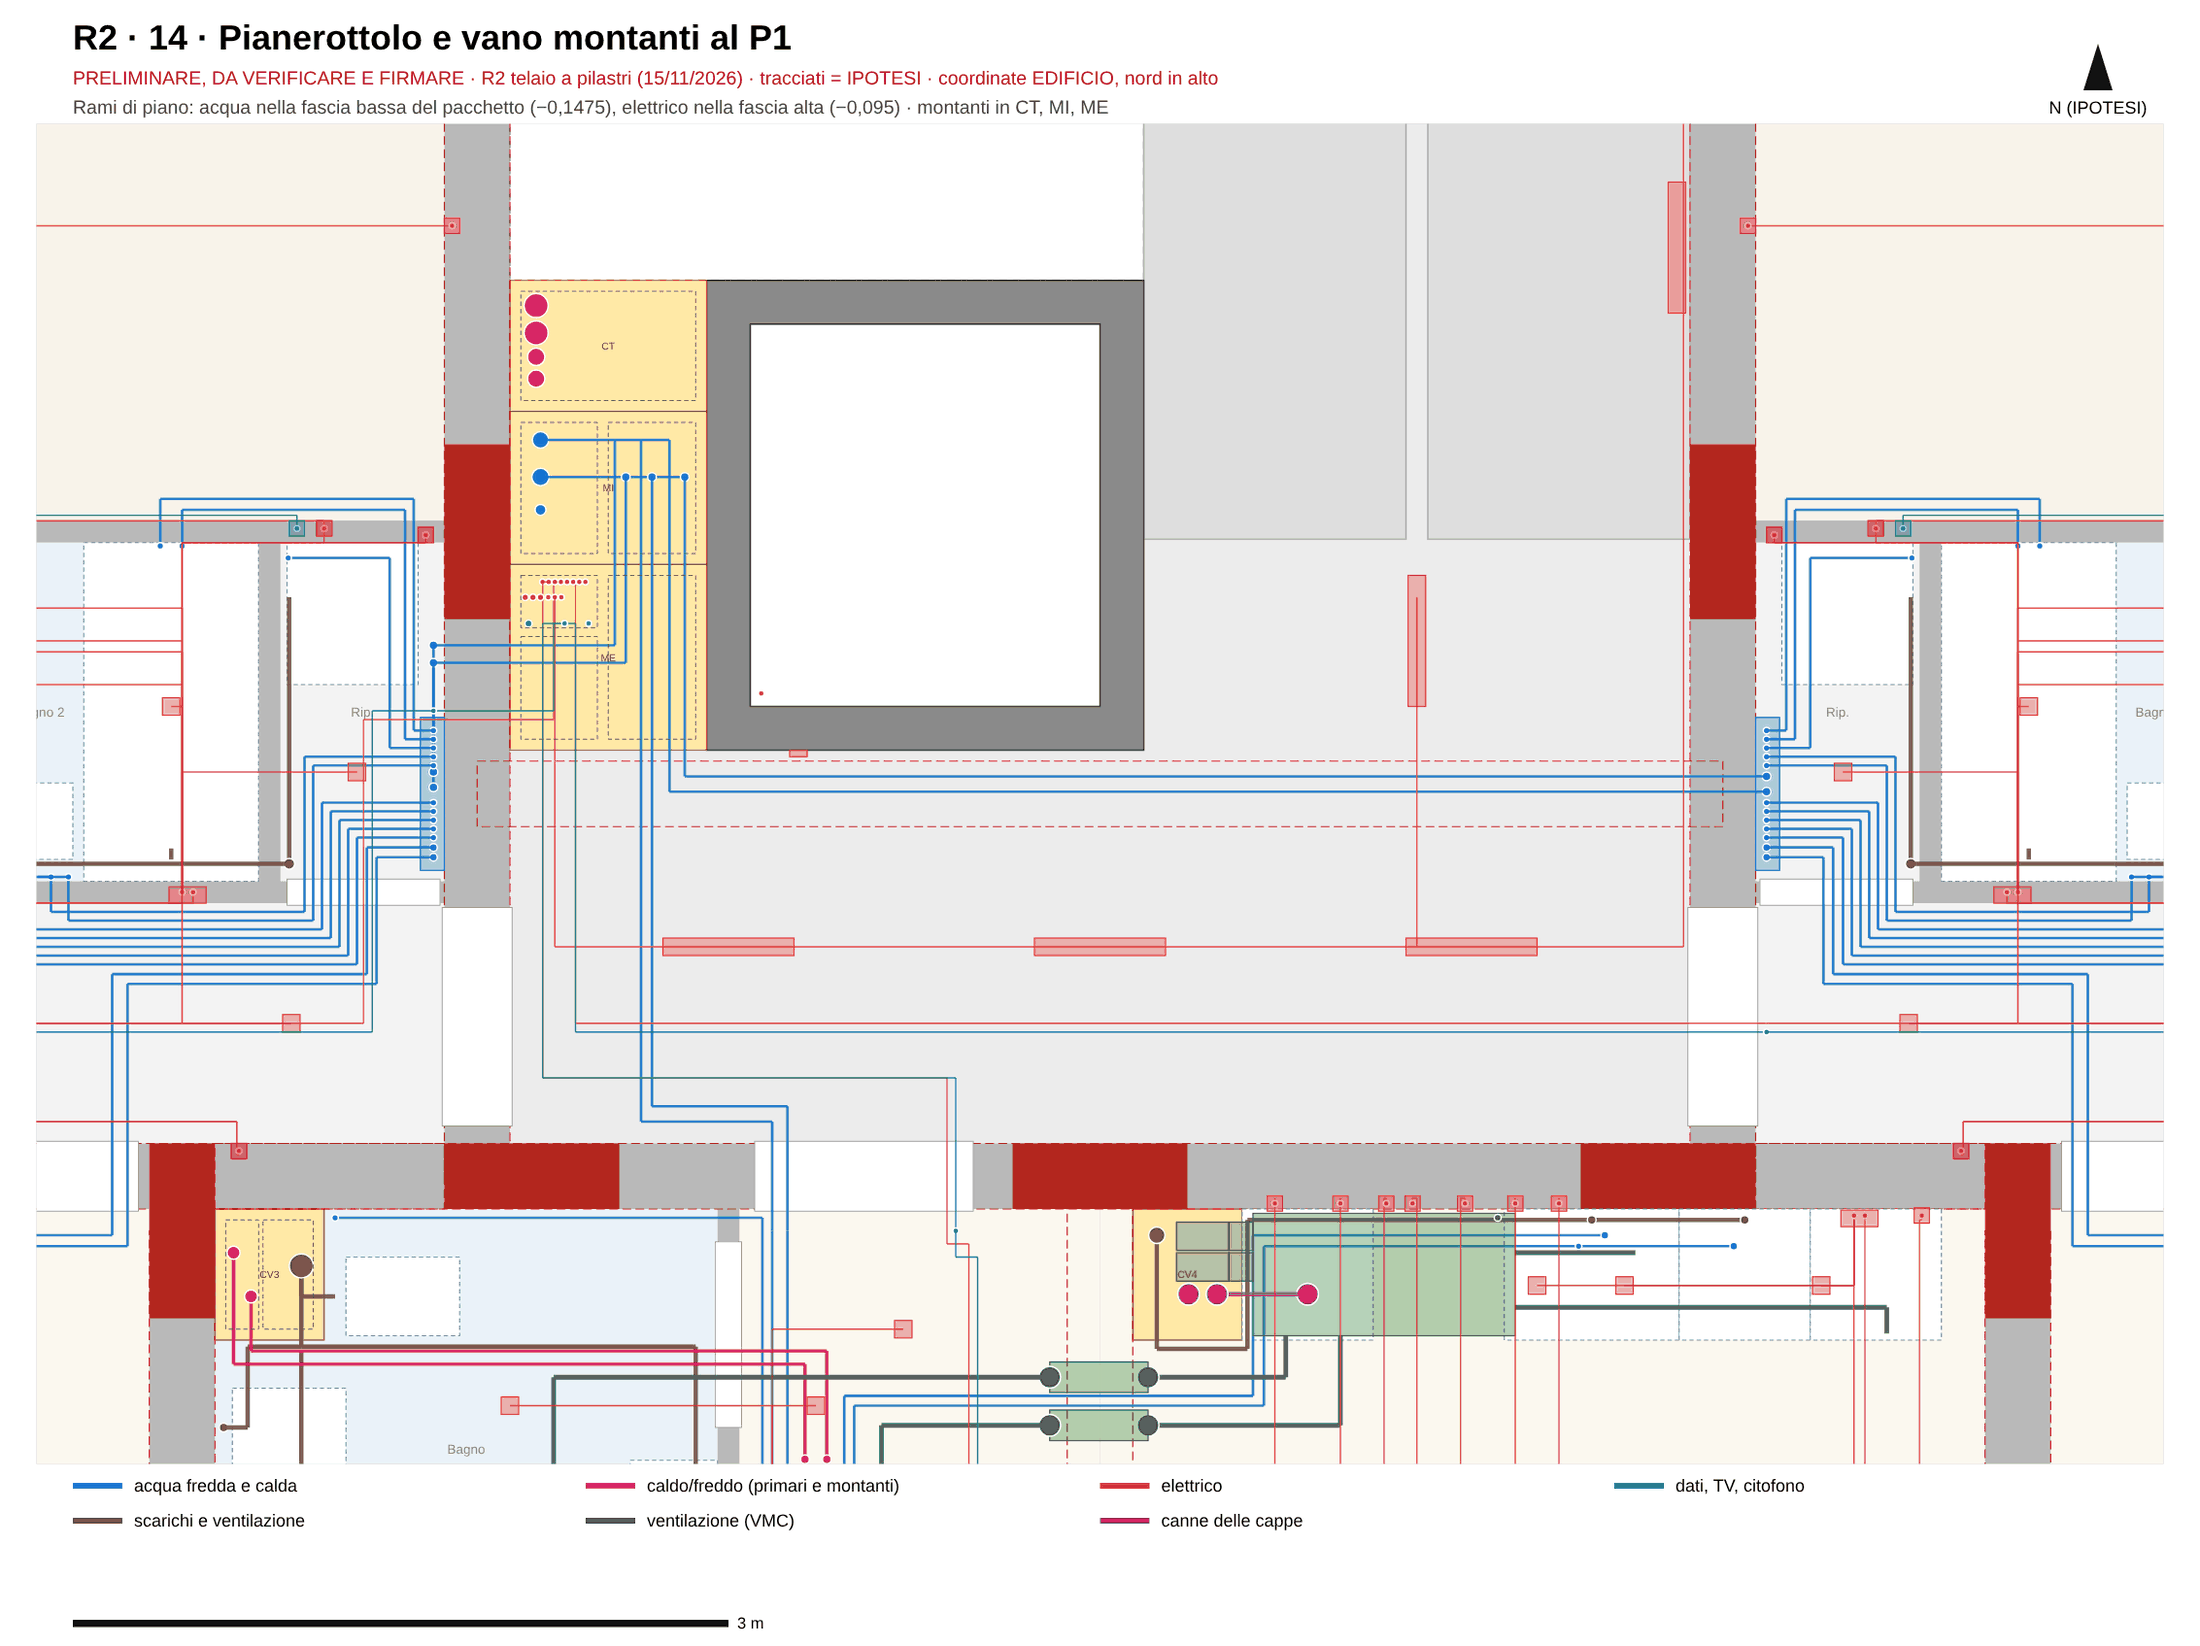 R2 · 14 · Pianerottolo e vano montanti al P1
PRELIMINARE, DA VERIFICARE E FIRMARE · R2 telaio a pilastri (15/11/2026) · tracciati = IPOTESI · coordinate EDIFICIO, nord in alto
Rami di piano: acqua nella fascia bassa del pacchetto (−0,1475), elettrico nella fascia alta (−0,095) · montanti in CT, MI, ME
N (IPOTESI)
CT
MI
ME
gno 2
Rip.
Rip.
Bagr
CV3
CV4
Bagno
acqua fredda e calda
caldo/freddo (primari e montanti)
elettrico
dati, TV, citofono
scarichi e ventilazione
ventilazione (VMC)
canne delle cappe
3 m